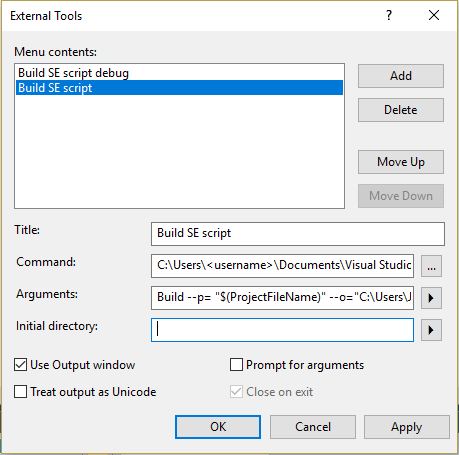 External Tools
Menu contents:
Build SE script debug
Build SE script
Add
Delete
Move Up
Move Down
Title:
Build SE script
Command:
C:\Users\<username>\Documents\Visual Studio
...
Arguments:
Build --p= "$(ProjectFileName)" --o="C:\Users\J
Initial directory:
Use Output window
Prompt for arguments
Treat output as Unicode
Close on exit
OK
Cancel
Apply